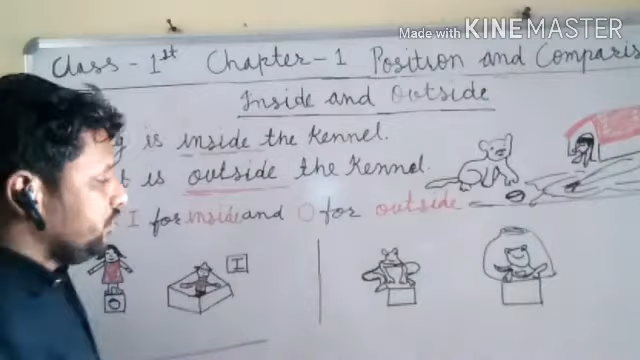 Made with KINEMASTER
Class - 1st Chapter - 1 Position and Comparis
Inside and Outside
is inside the Kennel.
is outside the Kennel.
I for inside and O for outside
I
O